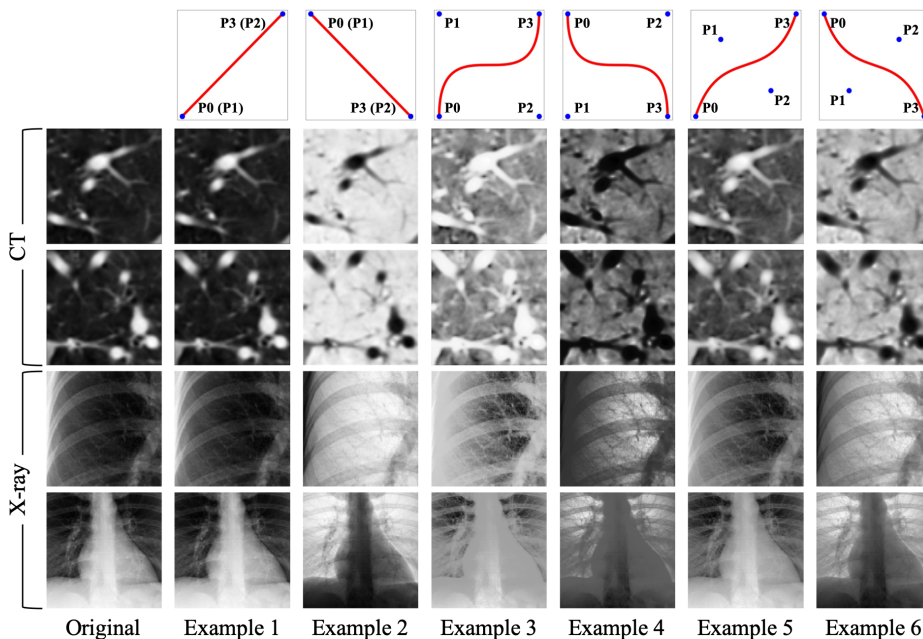 P3 (P2)
P0 (P1)
P0 (P1)
P3 (P2)
P1
P3
P0
P2
P0
P2
P1
P3
P1
P3
P0
P2
P0
P2
P1
P3
CT
X-ray
Original
Example 1
Example 2
Example 3
Example 4
Example 5
Example 6